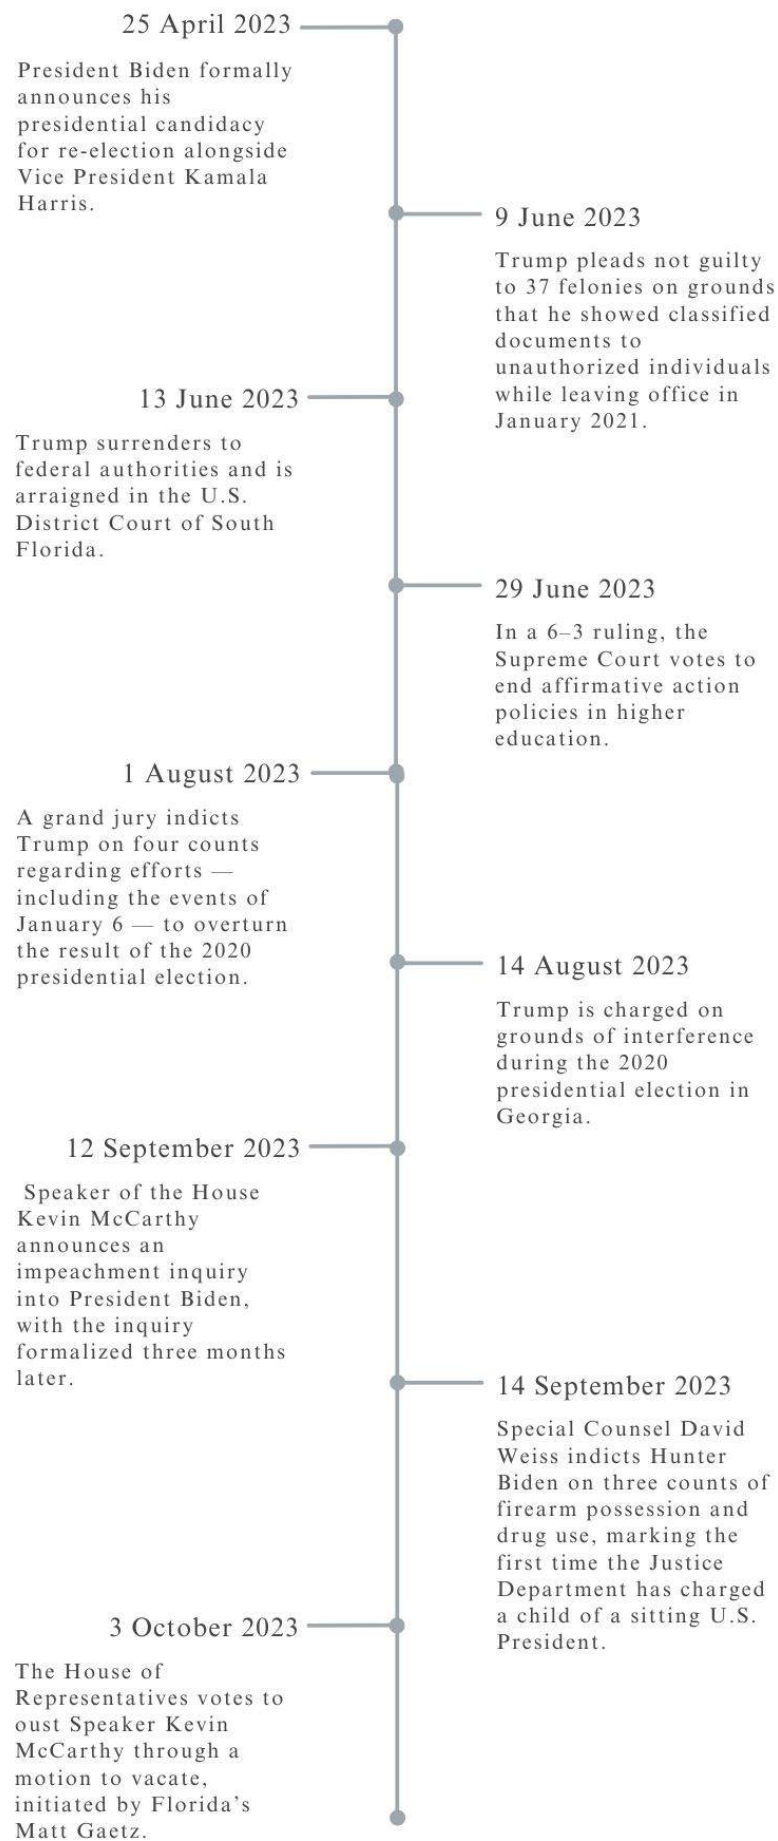 25 April 2023
President Biden formally
announces his
presidential candidacy
for re-election alongside
Vice President Kamala
Harris.
9 June 2023
Trump pleads not guilty
to 37 felonies on grounds
that he showed classified
documents to
unauthorized individuals
while leaving office in
January 2021.
13 June 2023
Trump surrenders to
federal authorities and is
arraigned in the U.S.
District Court of South
Florida.
29 June 2023
In a 6–3 ruling, the
Supreme Court votes to
end affirmative action
policies in higher
education.
1 August 2023
A grand jury indicts
Trump on four counts
regarding efforts —
including the events of
January 6 — to overturn
the result of the 2020
presidential election.
14 August 2023
Trump is charged on
grounds of interference
during the 2020
presidential election in
Georgia.
12 September 2023
Speaker of the House
Kevin McCarthy
announces an
impeachment inquiry
into President Biden,
with the inquiry
formalized three months
later.
14 September 2023
Special Counsel David
Weiss indicts Hunter
Biden on three counts of
firearm possession and
drug use, marking the
first time the Justice
Department has charged
a child of a sitting U.S.
President.
3 October 2023
The House of
Representatives votes to
oust Speaker Kevin
McCarthy through a
motion to vacate,
initiated by Florida’s
Matt Gaetz.